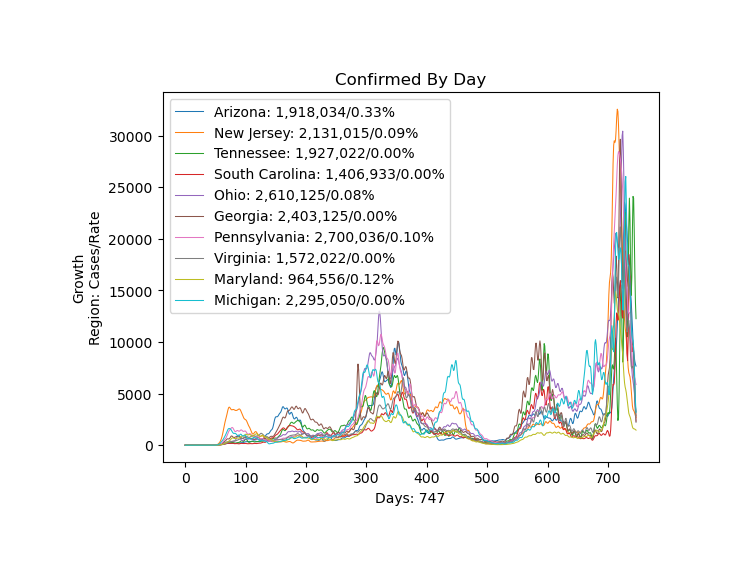 Confirmed By Day
Growth
Region: Cases/Rate
30000
25000
20000
15000
10000
5000
0
Arizona: 1,918,034/0.33%
New Jersey: 2,131,015/0.09%
Tennessee: 1,927,022/0.00%
South Carolina: 1,406,933/0.00%
Ohio: 2,610,125/0.08%
Georgia: 2,403,125/0.00%
Pennsylvania: 2,700,036/0.10%
Virginia: 1,572,022/0.00%
Maryland: 964,556/0.12%
Michigan: 2,295,050/0.00%
0 100 200 300 400 500 600 700
Days: 747